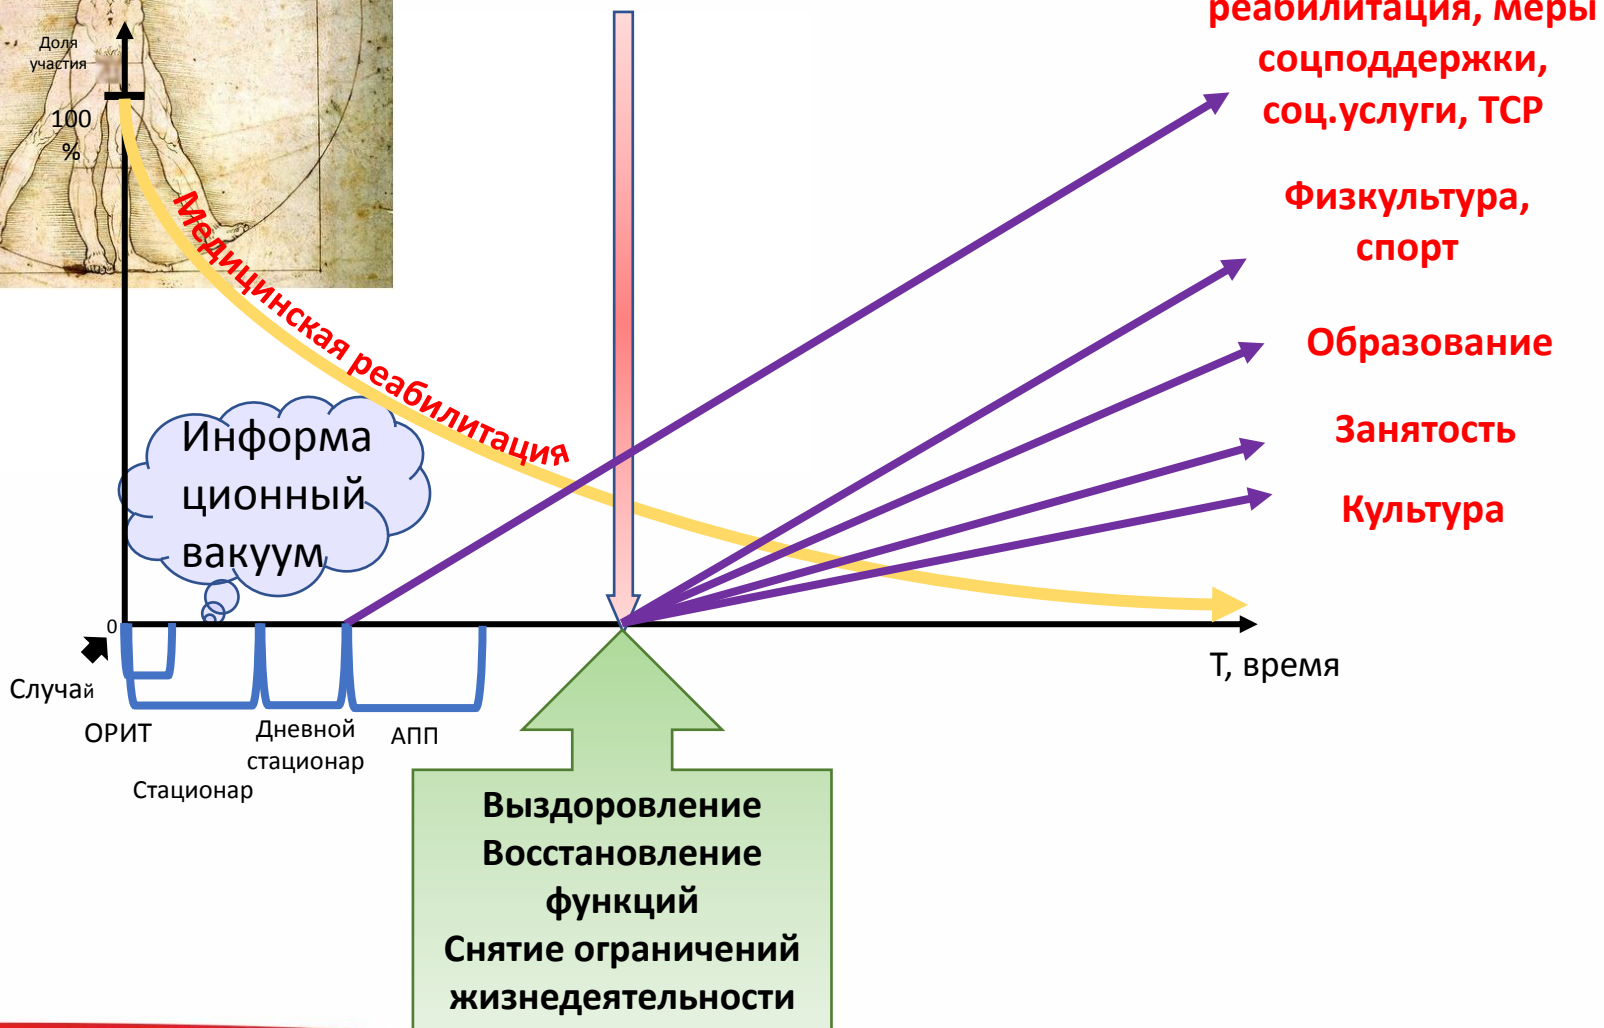 реабилитация, меры
соцподдержки,
соц.услуги, ТСР
Доля
участия
100
%
Физкультура,
спорт
Медицинская реабилитация
Образование
Информа
ционный
вакуум
Занятость
Культура
0
Т, время
Случай
ОРИТ
Дневной
стационар
АПП
Стационар
Выздоровление
Восстановление
функций
Снятие ограничений
жизнедеятельности